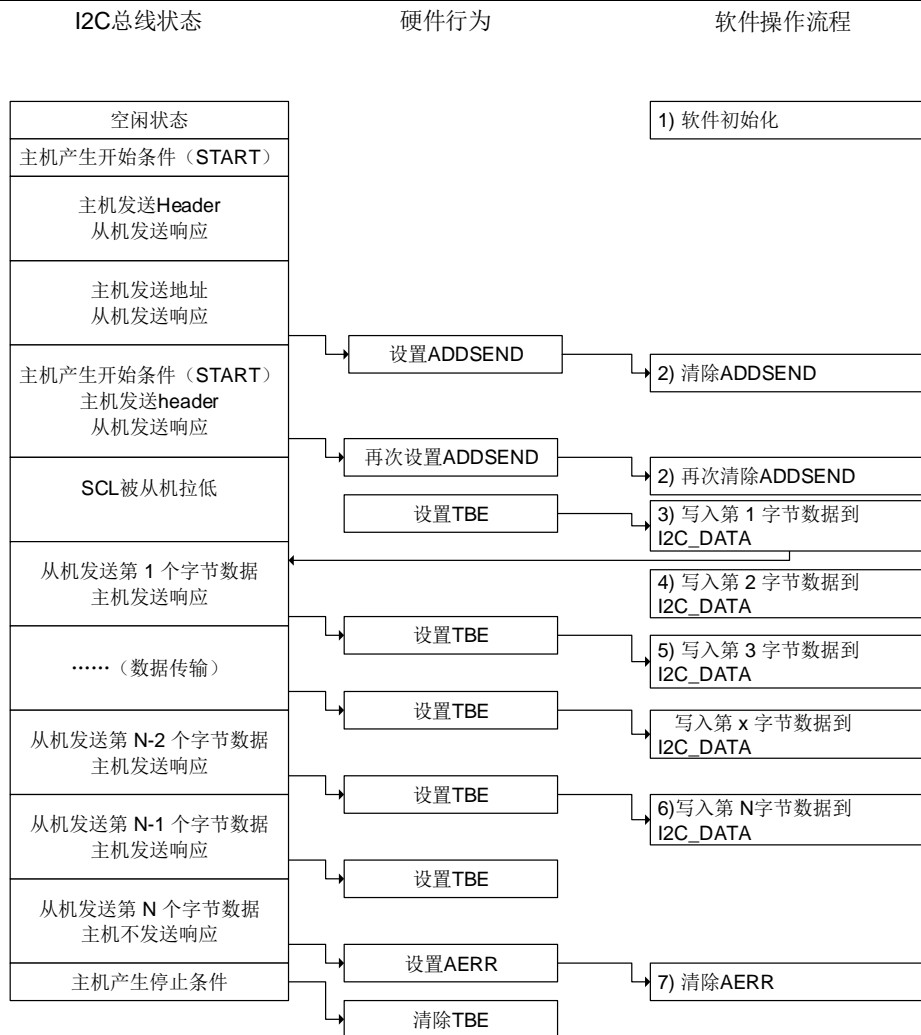 I2C总线状态
硬件行为
软件操作流程
空闲状态
1) 软件初始化
主机产生开始条件（START）
主机发送Header
从机发送响应
主机发送地址
从机发送响应
设置ADDSEND
2) 清除ADDSEND
主机产生开始条件（START）
主机发送header
从机发送响应
再次设置ADDSEND
2) 再次清除ADDSEND
SCL被从机拉低
设置TBE
3) 写入第 1 字节数据到
I2C_DATA
从机发送第 1 个字节数据
主机发送响应
4) 写入第 2 字节数据到
I2C_DATA
设置TBE
5) 写入第 3 字节数据到
I2C_DATA
……（数据传输）
设置TBE
写入第 x 字节数据到
I2C_DATA
从机发送第 N-2 个字节数据
主机发送响应
设置TBE
6)写入第 N字节数据到
I2C_DATA
从机发送第 N-1 个字节数据
主机发送响应
设置TBE
从机发送第 N 个字节数据
主机不发送响应
设置AERR
7) 清除AERR
主机产生停止条件
清除TBE